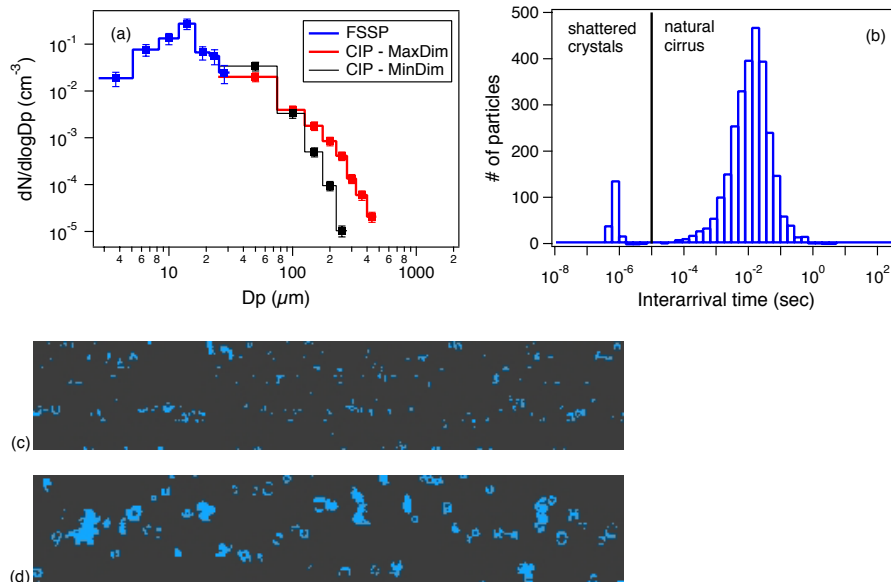 (a)
FSSP
CIP - MaxDim
CIP - MinDim
dN/dlogDp (cm⁻³)
10⁻¹
10⁻²
10⁻³
10⁻⁴
10⁻⁵
4 6 8 2 4 6 8 2 4 6 8 2
10 100 1000
Dp (µm)
shattered crystals
natural cirrus
(b)
# of particles
500
400
300
200
100
0
10⁻⁸ 10⁻⁶ 10⁻⁴ 10⁻² 10⁰ 10²
Interarrival time (sec)
(c)
(d)